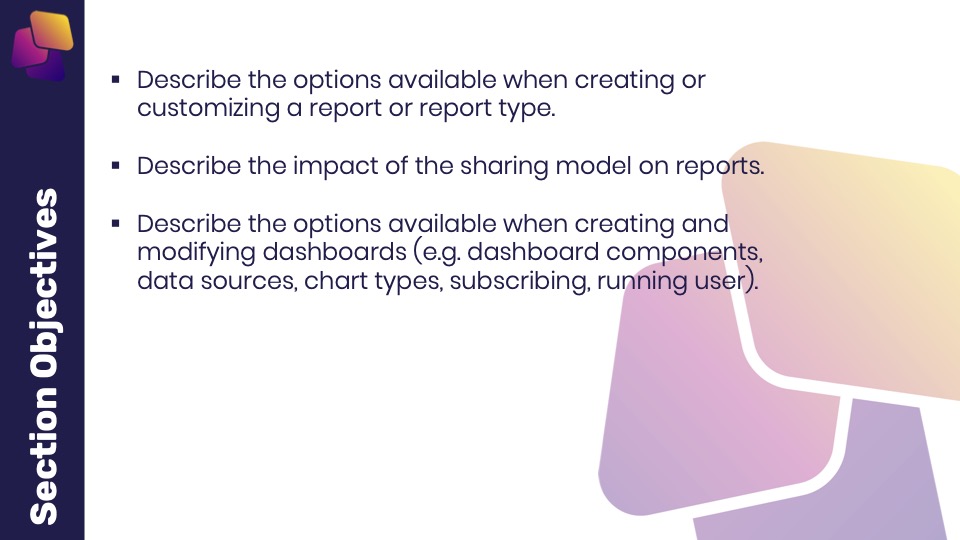 Section Objectives
▪ Describe the options available when creating or
customizing a report or report type.
▪ Describe the impact of the sharing model on reports.
▪ Describe the options available when creating and
modifying dashboards (e.g. dashboard components,
data sources, chart types, subscribing, running user).